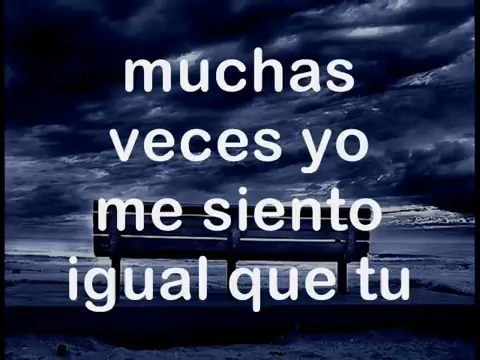 muchas
veces yo
me siento
igual que tu